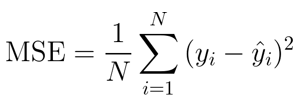 MSE = \frac{1}{N} \sum_{i=1}^{N} (y_i - \hat{y}_i)^2